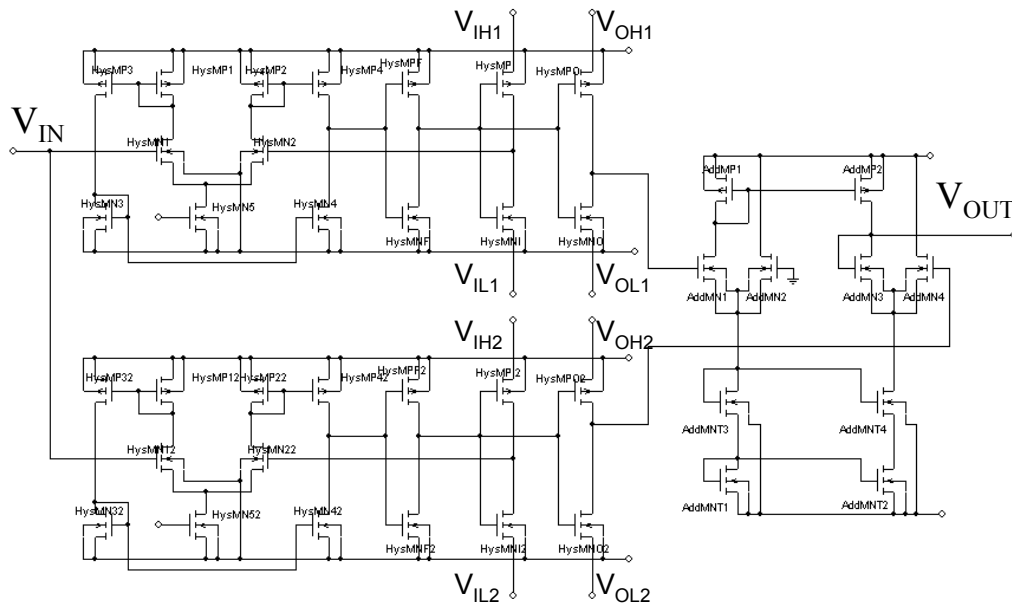 V_IH1 V_OH1
HysMP3 HysMP1 HysMP2 HysMP4 HysMPF HysMPI HysMPO
V_IN
HysMN1 HysMN2
AddMP1 AddMP2
HysMN3 HysMN5 HysMN4
V_OUT
HysMNF HysMNI HysMNO
V_IL1 V_OL1
AddMN1 AddMN2 AddMN3 AddMN4
V_IH2 V_OH2
HysMP32 HysMP12 HysMP22 HysMP42 HysMPF2 HysMPI2 HysMPO2
AddMNT3 AddMNT4
HysMN12 HysMN22
AddMNT1 AddMNT2
HysMN32 HysMN52 HysMN42
HysMNF2 HysMNI2 HysMNO2
V_IL2 V_OL2